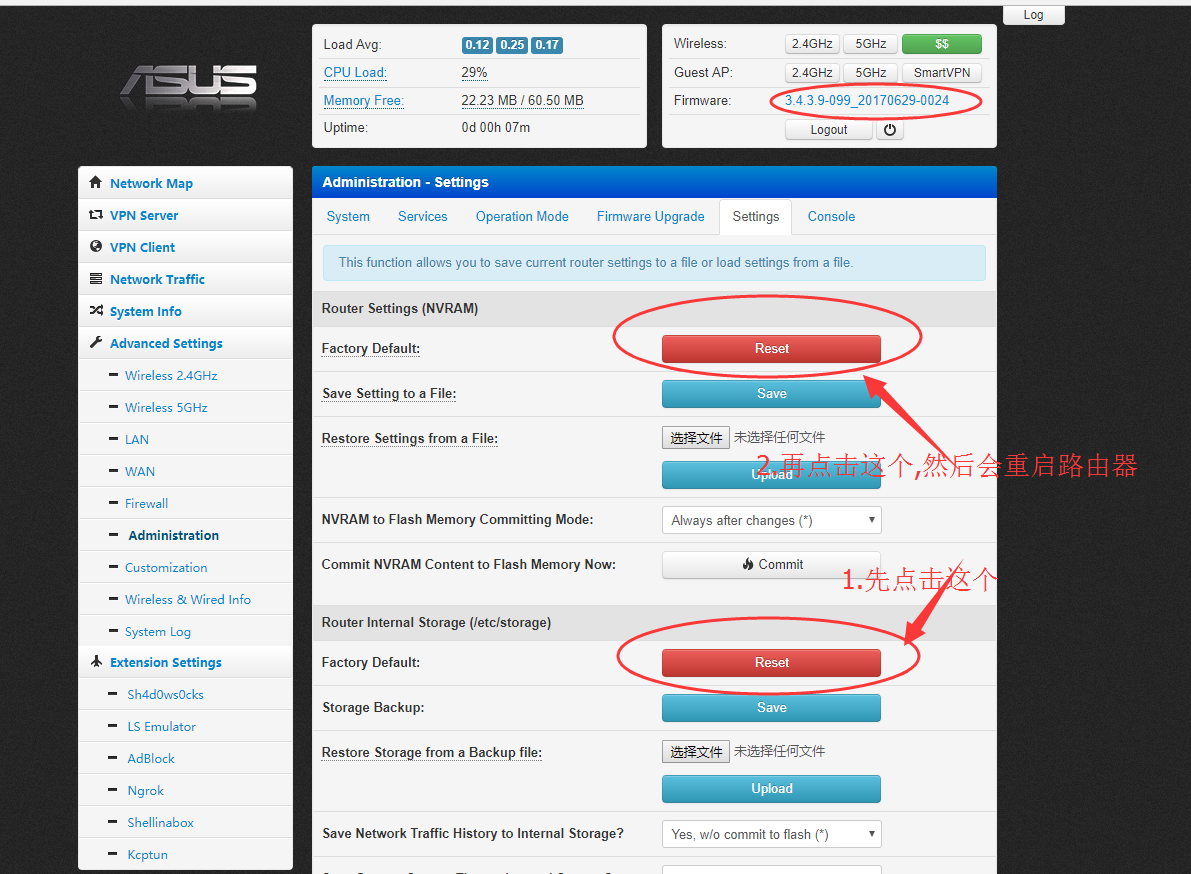 Log
Load Avg: 0.12 0.25 0.17
CPU Load: 29%
Memory Free: 22.23 MB / 60.50 MB
Uptime: 0d 00h 07m
Wireless: 2.4GHz 5GHz $$
Guest AP: 2.4GHz 5GHz SmartVPN
Firmware: 3.4.3.9-099_20170629-0024
Logout
ASUS
Network Map
VPN Server
VPN Client
Network Traffic
System Info
Advanced Settings
Wireless 2.4GHz
Wireless 5GHz
LAN
WAN
Firewall
Administration
Customization
Wireless & Wired Info
System Log
Extension Settings
Sh4d0ws0cks
LS Emulator
AdBlock
Ngrok
Shellinabox
Kcptun
Administration - Settings
System Services Operation Mode Firmware Upgrade Settings Console
This function allows you to save current router settings to a file or load settings from a file.
Router Settings (NVRAM)
Factory Default: Reset
Save Setting to a File: Save
Restore Settings from a File: 选择文件 未选择任何文件
2.再点击这个,然后会重启路由器
Upload
NVRAM to Flash Memory Committing Mode: Always after changes (*)
Commit NVRAM Content to Flash Memory Now: Commit
1.先点击这个
Router Internal Storage (/etc/storage)
Factory Default: Reset
Storage Backup: Save
Restore Storage from a Backup file: 选择文件 未选择任何文件
Upload
Save Network Traffic History to Internal Storage? Yes, w/o commit to flash (*)